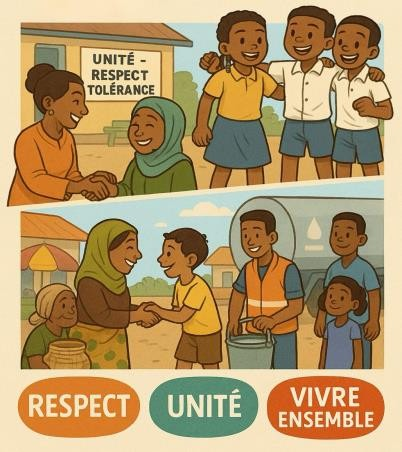 UNITÉ -
RESPECT
TOLÉRANCE
RESPECT
UNITÉ
VIVRE
ENSEMBLE